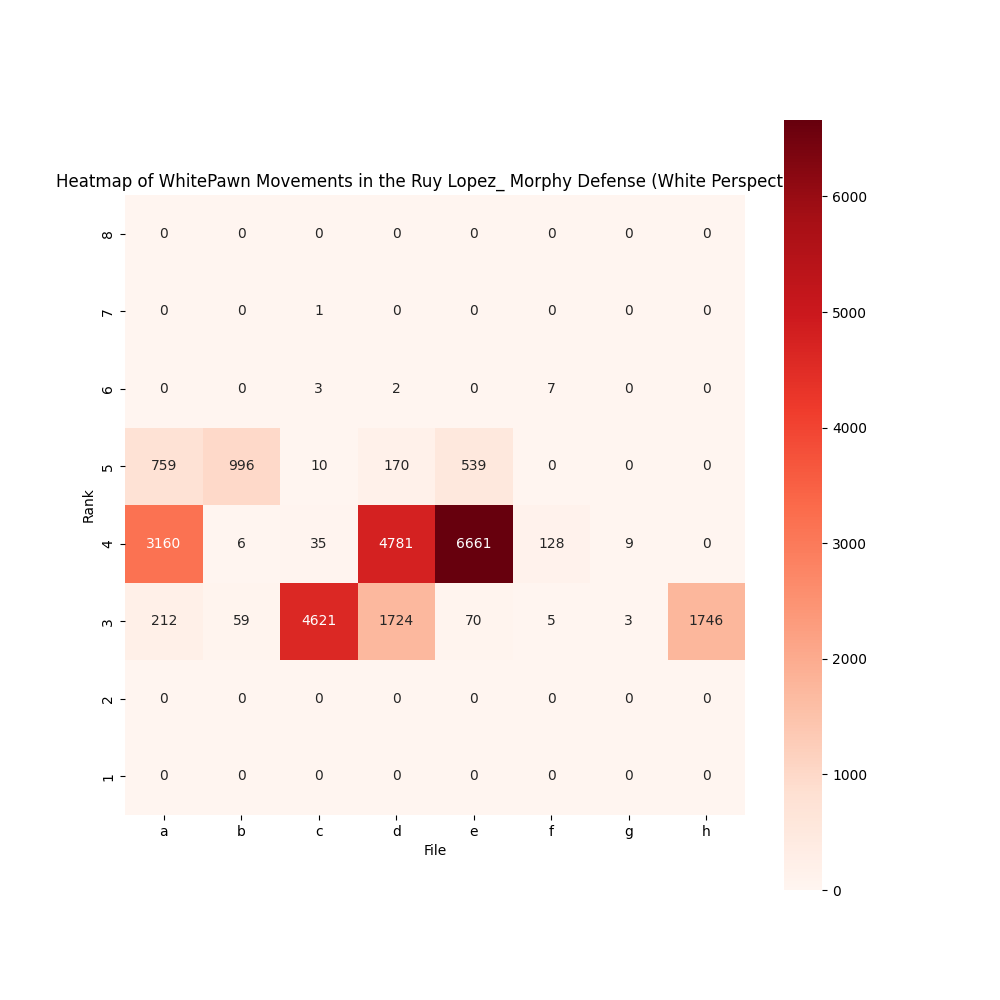 Heatmap of WhitePawn Movements in the Ruy Lopez_ Morphy Defense (White Perspect
8 0 0 0 0 0 0 0 0
7 0 0 1 0 0 0 0 0
6 0 0 3 2 0 7 0 0
5 759 996 10 170 539 0 0 0
Rank
4 3160 6 35 4781 6661 128 9 0
3 212 59 4621 1724 70 5 3 1746
2 0 0 0 0 0 0 0 0
1 0 0 0 0 0 0 0 0
a b c d e f g h
File
6000
5000
4000
3000
2000
1000
0